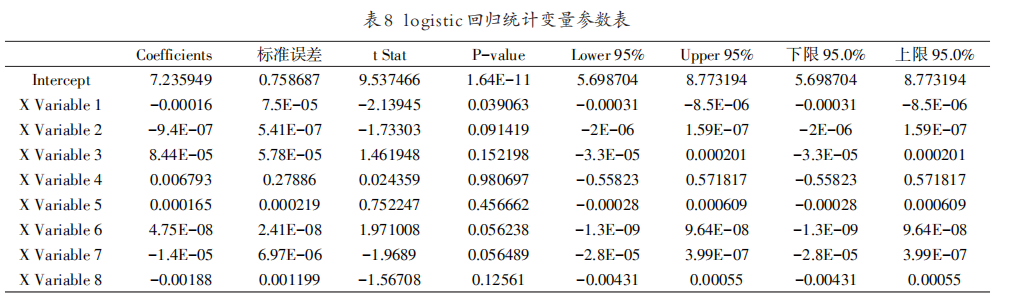 表8 logistic回归统计变量参数表
Coefficients 标准误差 t Stat P-value Lower 95% Upper 95% 下限 95.0% 上限 95.0%
Intercept 7.235949 0.758687 9.537466 1.64E-11 5.698704 8.773194 5.698704 8.773194
X Variable 1 -0.00016 7.5E-05 -2.13945 0.039063 -0.00031 -8.5E-06 -0.00031 -8.5E-06
X Variable 2 -9.4E-07 5.41E-07 -1.73303 0.091419 -2E-06 1.59E-07 -2E-06 1.59E-07
X Variable 3 8.44E-05 5.78E-05 1.461948 0.152198 -3.3E-05 0.000201 -3.3E-05 0.000201
X Variable 4 0.006793 0.27886 0.024359 0.980697 -0.55823 0.571817 -0.55823 0.571817
X Variable 5 0.000165 0.000219 0.752247 0.456662 -0.00028 0.000609 -0.00028 0.000609
X Variable 6 4.75E-08 2.41E-08 1.971008 0.056238 -1.3E-09 9.64E-08 -1.3E-09 9.64E-08
X Variable 7 -1.4E-05 6.97E-06 -1.9689 0.056489 -2.8E-05 3.99E-07 -2.8E-05 3.99E-07
X Variable 8 -0.00188 0.001199 -1.56708 0.12561 -0.00431 0.00055 -0.00431 0.00055